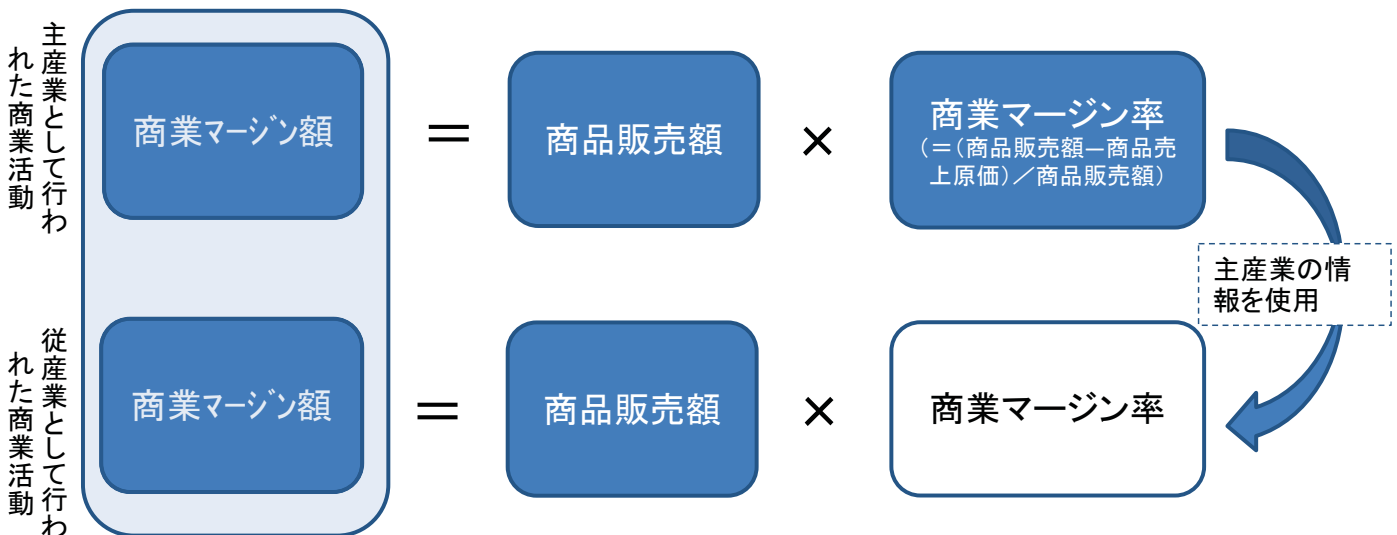 主産業として行わ
れた商業活動
商業マージン額
＝
商品販売額
×
商業マージン率
（＝（商品販売額―商品売
上原価）／商品販売額）
主産業の情
報を使用
従産業として行わ
れた商業活動
商業マージン額
＝
商品販売額
×
商業マージン率